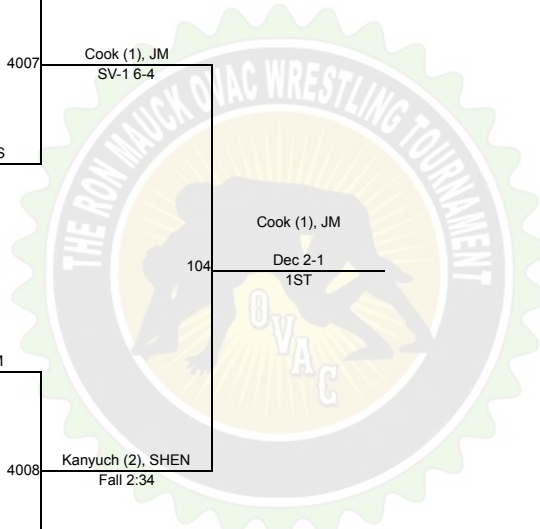 Cook (1), JM
4007
SV-1 6-4
THE RON MAUCK OVAC WRESTLING TOURNAMENT
S
Cook (1), JM
104
Dec 2-1
1ST
OVAC
Kanyuch (2), SHEN
4008
Fall 2:34